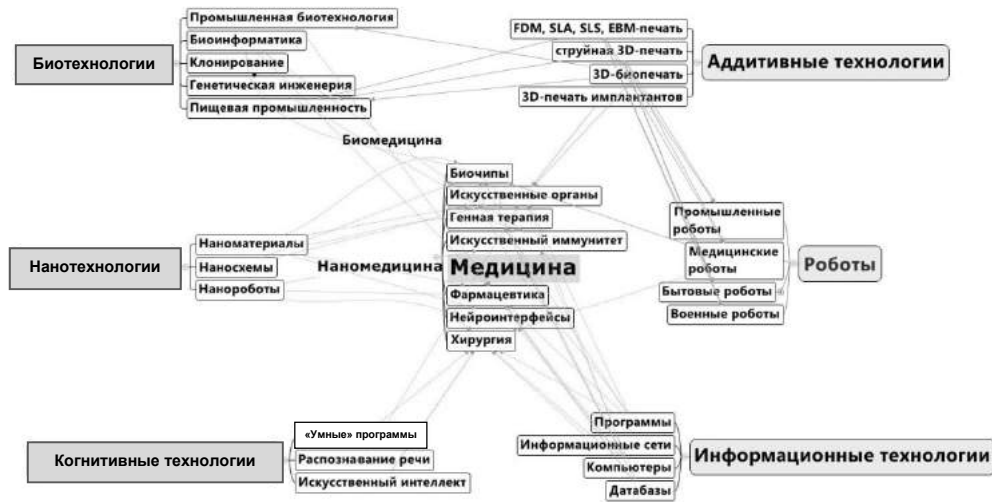 Биотехнологии
Промышленная биотехнология
Биоинформатика
Клонирование
Генетическая инженерия
Пищевая промышленность
FDM, SLA, SLS, EBM-печать
струйная 3D-печать
3D-биопечать
3D-печать имплантантов
Аддитивные технологии
Биомедицина
Биочипы
Искусственные органы
Генная терапия
Искусственный иммунитет
Наномедицина
Медицина
Фармацевтика
Нейроинтерфейсы
Хирургия
Нанотехнологии
Наноматериалы
Наносхемы
Нанороботы
Промышленные
роботы
Медицинские
роботы
Бытовые роботы
Военные роботы
Роботы
Когнитивные технологии
«Умные» программы
Распознавание речи
Искусственный интеллект
Программы
Информационные сети
Компьютеры
Датабазы
Информационные технологии